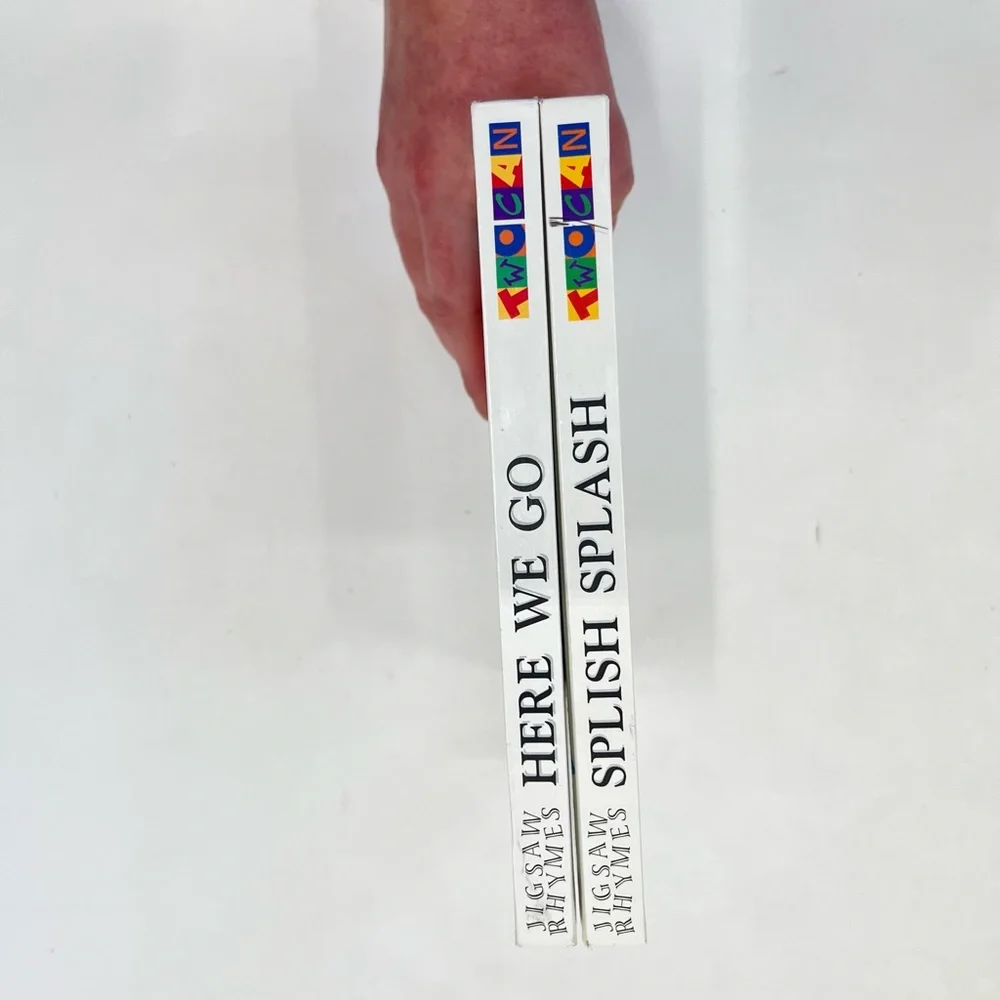 JIGSAW
RHYMES
HERE WE GO
TWOCAN
JIGSAW
RHYMES
SPLISH SPLASH
TWOCAN